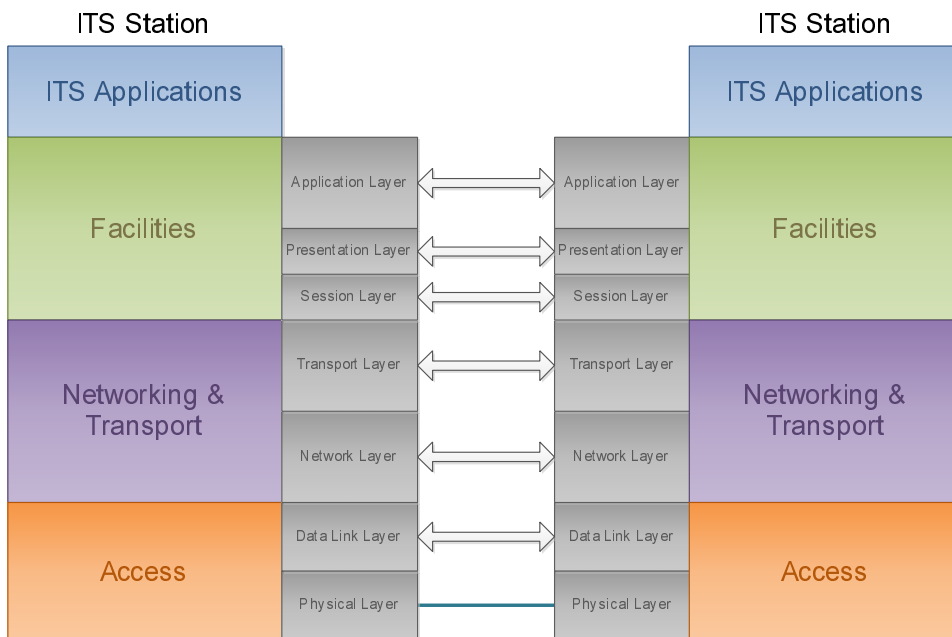 ITS Station
ITS Applications
Facilities
Networking &
Transport
Access
Application Layer
Presentation Layer
Session Layer
Transport Layer
Network Layer
Data Link Layer
Physical Layer
Application Layer
Presentation Layer
Session Layer
Transport Layer
Network Layer
Data Link Layer
Physical Layer
ITS Station
ITS Applications
Facilities
Networking &
Transport
Access